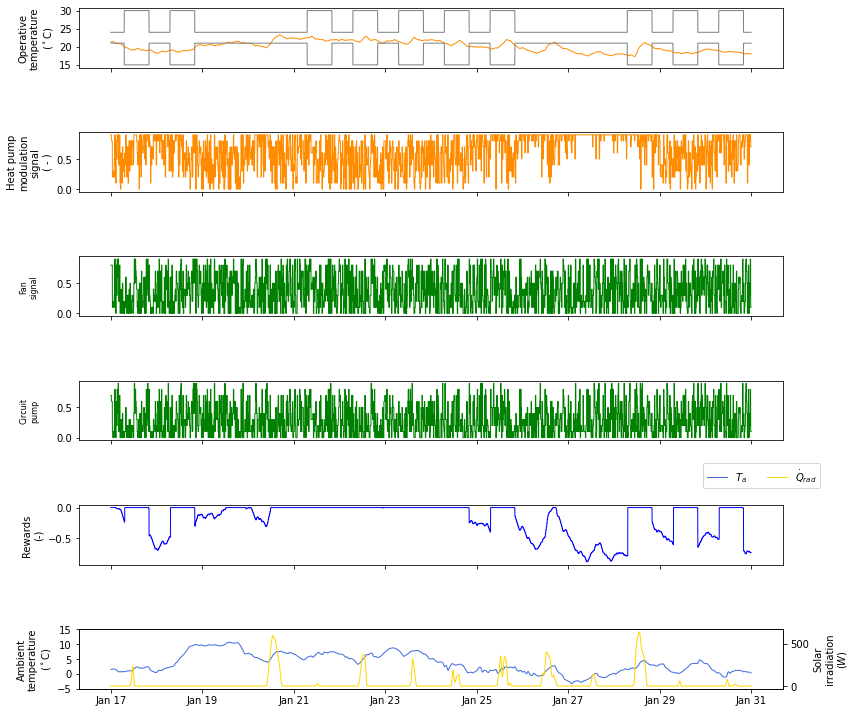 Operative
temperature
(°C)
30
25
20
15
Heat pump
modulation
signal
( - )
0.5
0.0
Fan
signal
0.5
0.0
Circuit
pump
0.5
0.0
T_a Q̇_rad
Rewards
(-)
0.0
−0.5
Ambient
temperature
(°C)
15
10
5
0
−5
500
0
Solar
irradiation
(W)
Jan 17 Jan 19 Jan 21 Jan 23 Jan 25 Jan 27 Jan 29 Jan 31